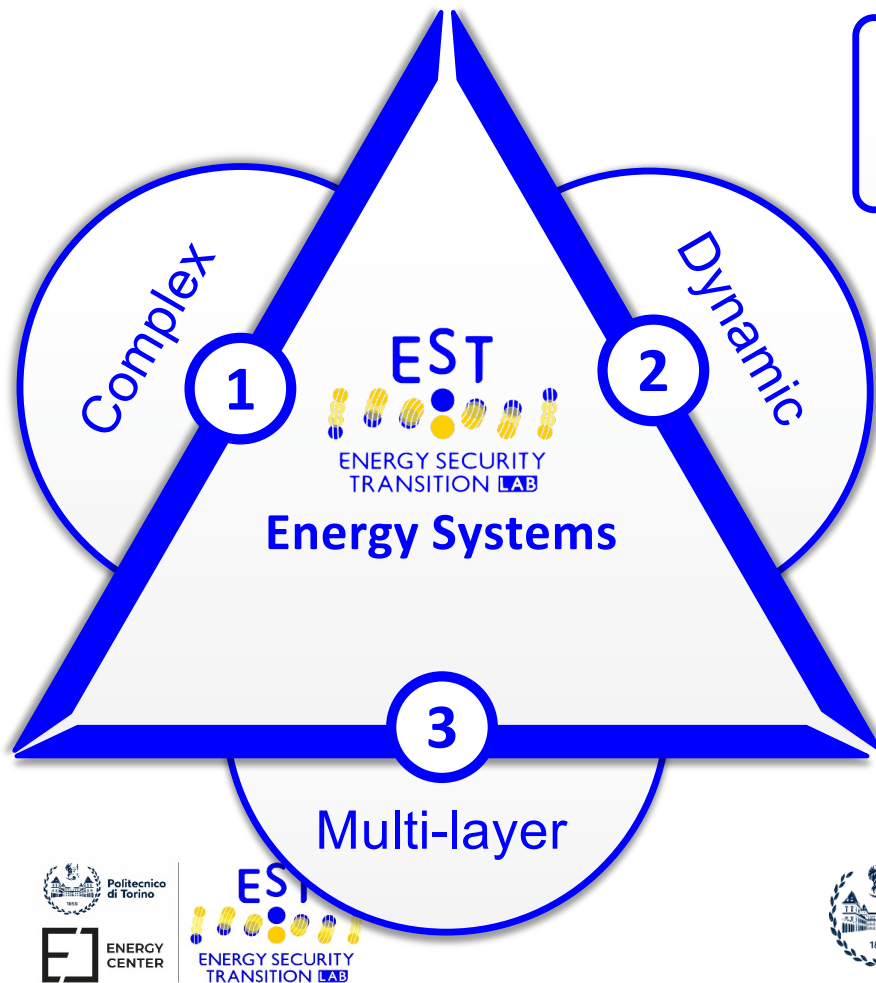 Complex
Dynamic
1
2
EST
ENERGY SECURITY
TRANSITION LAB
Energy Systems
3
Multi-layer
Politecnico
di Torino
1859
ENERGY
CENTER
EST
ENERGY SECURITY
TRANSITION LAB